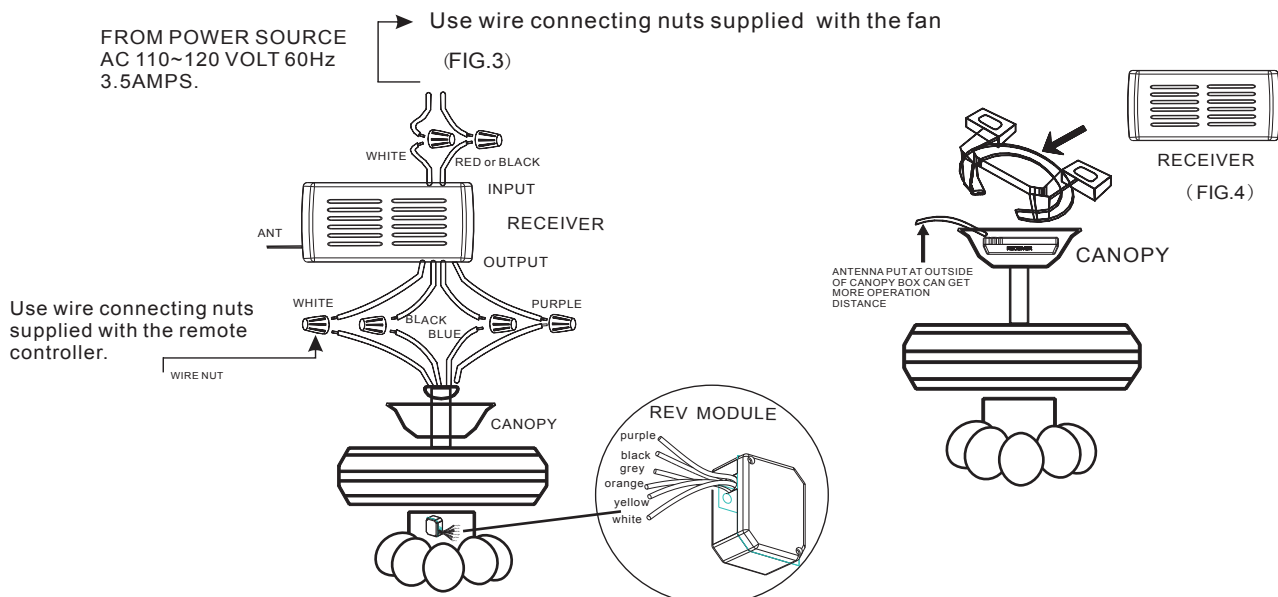 Use wire connecting nuts supplied with the fan
FROM POWER SOURCE
AC 110~120 VOLT 60Hz
3.5AMPS.
(FIG.3)
WHITE
RED or BLACK
INPUT
RECEIVER
ANT
OUTPUT
WHITE
BLACK
BLUE
PURPLE
Use wire connecting nuts
supplied with the remote
controller.
WIRE NUT
CANOPY
REV MODULE
purple
black
grey
orange
yellow
white
RECEIVER
(FIG.4)
RECEIVER
CANOPY
ANTENNA PUT AT OUTSIDE
OF CANOPY BOX CAN GET
MORE OPERATION
DISTANCE